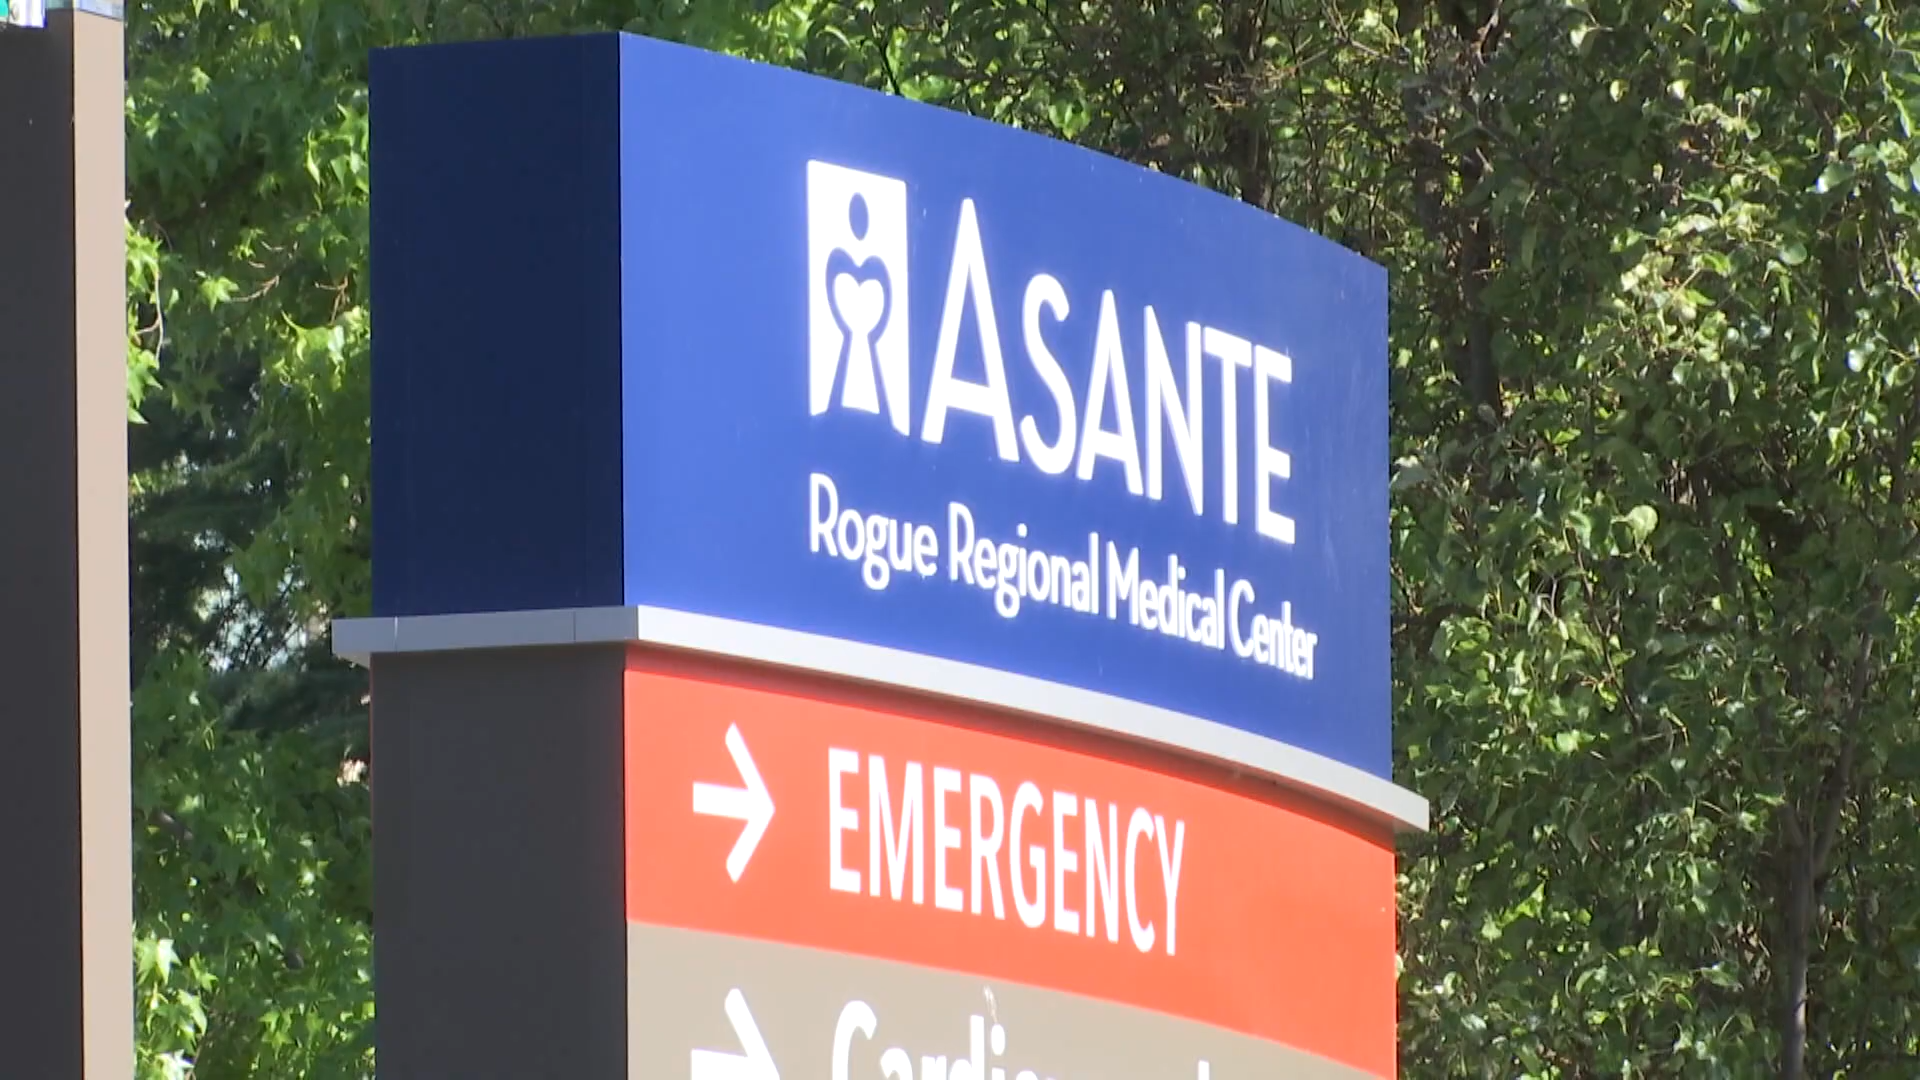 ASANTE
Rogue Regional Medical Center
→ EMERGENCY
→